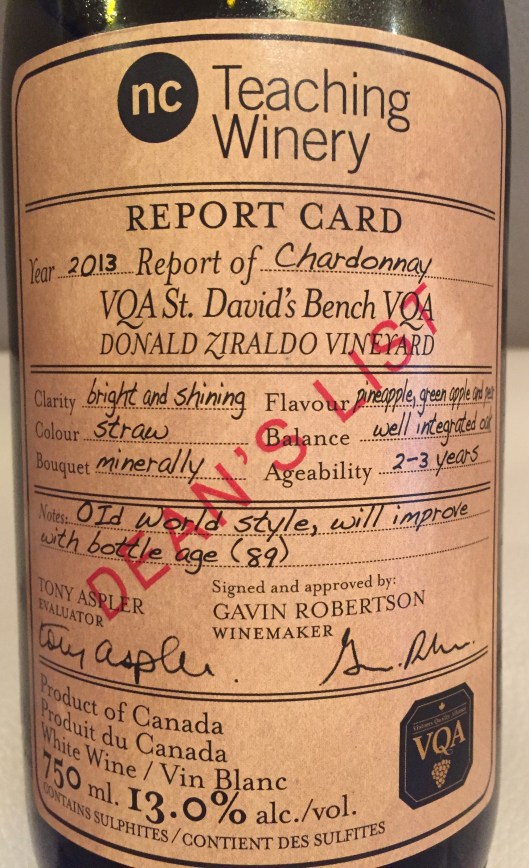 nc Teaching
Winery
REPORT CARD
Year 2013 Report of Chardonnay
VQA St. David's Bench VQA
DONALD ZIRALDO VINEYARD
DEAN'S LIST
Clarity bright and shining
Flavour pineapple, green apple and
Colour straw
Balance well integrated oak
Bouquet minerally
Ageability 2-3 years
Notes: Old World style, will improve
with bottle age (89)
TONY ASPLER
EVALUATOR
Tony Aspler.
Signed and approved by:
GAVIN ROBERTSON
WINEMAKER
Product of Canada
Produit du Canada
White Wine / Vin Blanc
750 ml. 13.0% alc./vol.
CONTAINS SULPHITES / CONTIENT DES SULFITES
VQA